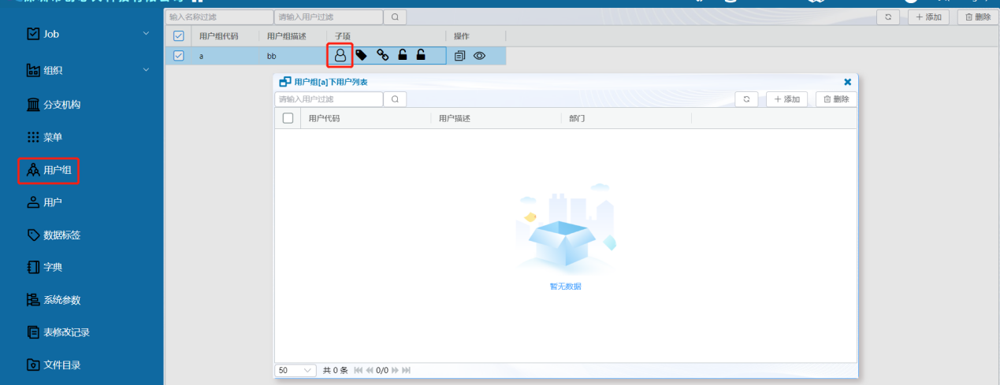 输入名称过滤 请输入用户过滤 添加 删除
Job
用户组代码 用户组描述 子项 操作
a bb
组织
用户组[a]下用户列表
请输入用户过滤 添加 删除
分支机构
用户代码 用户描述 部门
菜单
用户组
用户
数据标签
字典
暂无数据
系统参数
表修改记录
文件目录
50 共 0 条 0/0